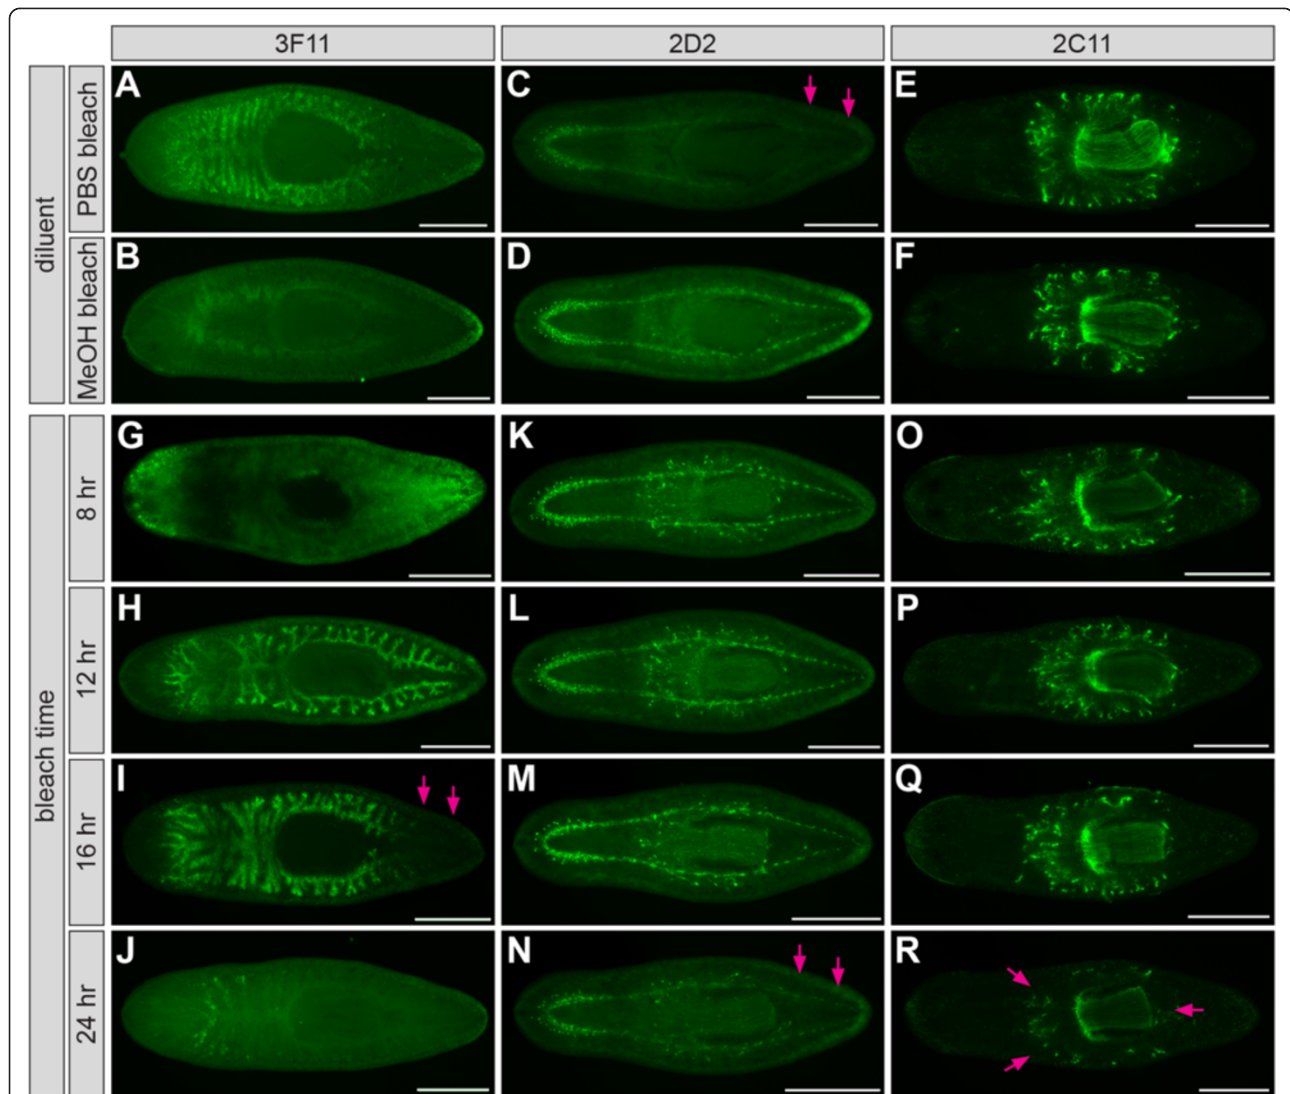 3F11 2D2 2C11
diluent
PBS bleach
A C E
MeOH bleach
B D F
bleach time
8 hr
G K O
12 hr
H L P
16 hr
I M Q
24 hr
J N R